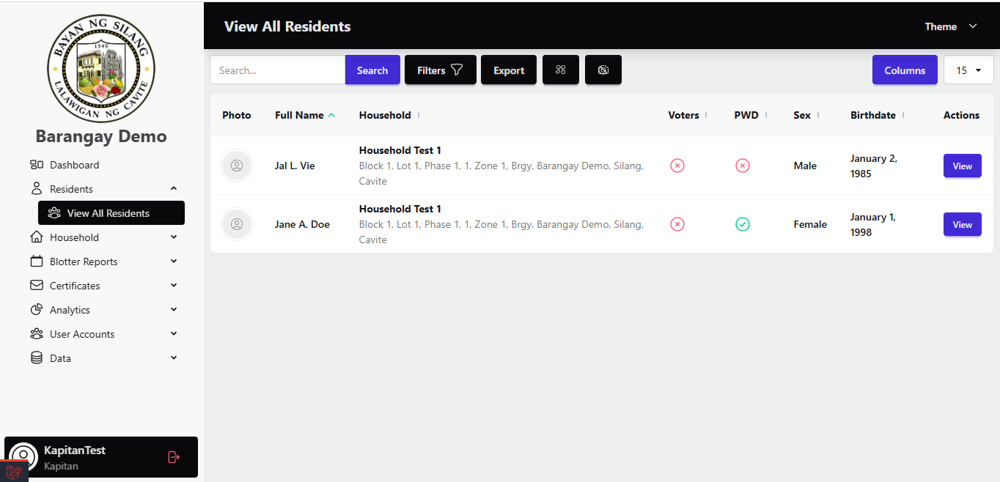 BAYAN NG SILANG
1595
LALAWIGAN NG CAVITE
Barangay Demo
Dashboard
Residents
View All Residents
Household
Blotter Reports
Certificates
Analytics
User Accounts
Data
KapitanTest
Kapitan
View All Residents
Theme
Search...
Search
Filters
Export
Columns
15
Photo Full Name Household Voters PWD Sex Birthdate Actions
Household Test 1
Jal L. Vie Block 1, Lot 1, Phase 1, 1, Zone 1, Brgy. Barangay Demo, Silang, Male January 2, View
Cavite 1985
Household Test 1
Jane A. Doe Block 1, Lot 1, Phase 1, 1, Zone 1, Brgy. Barangay Demo, Silang, Female January 1, View
Cavite 1998